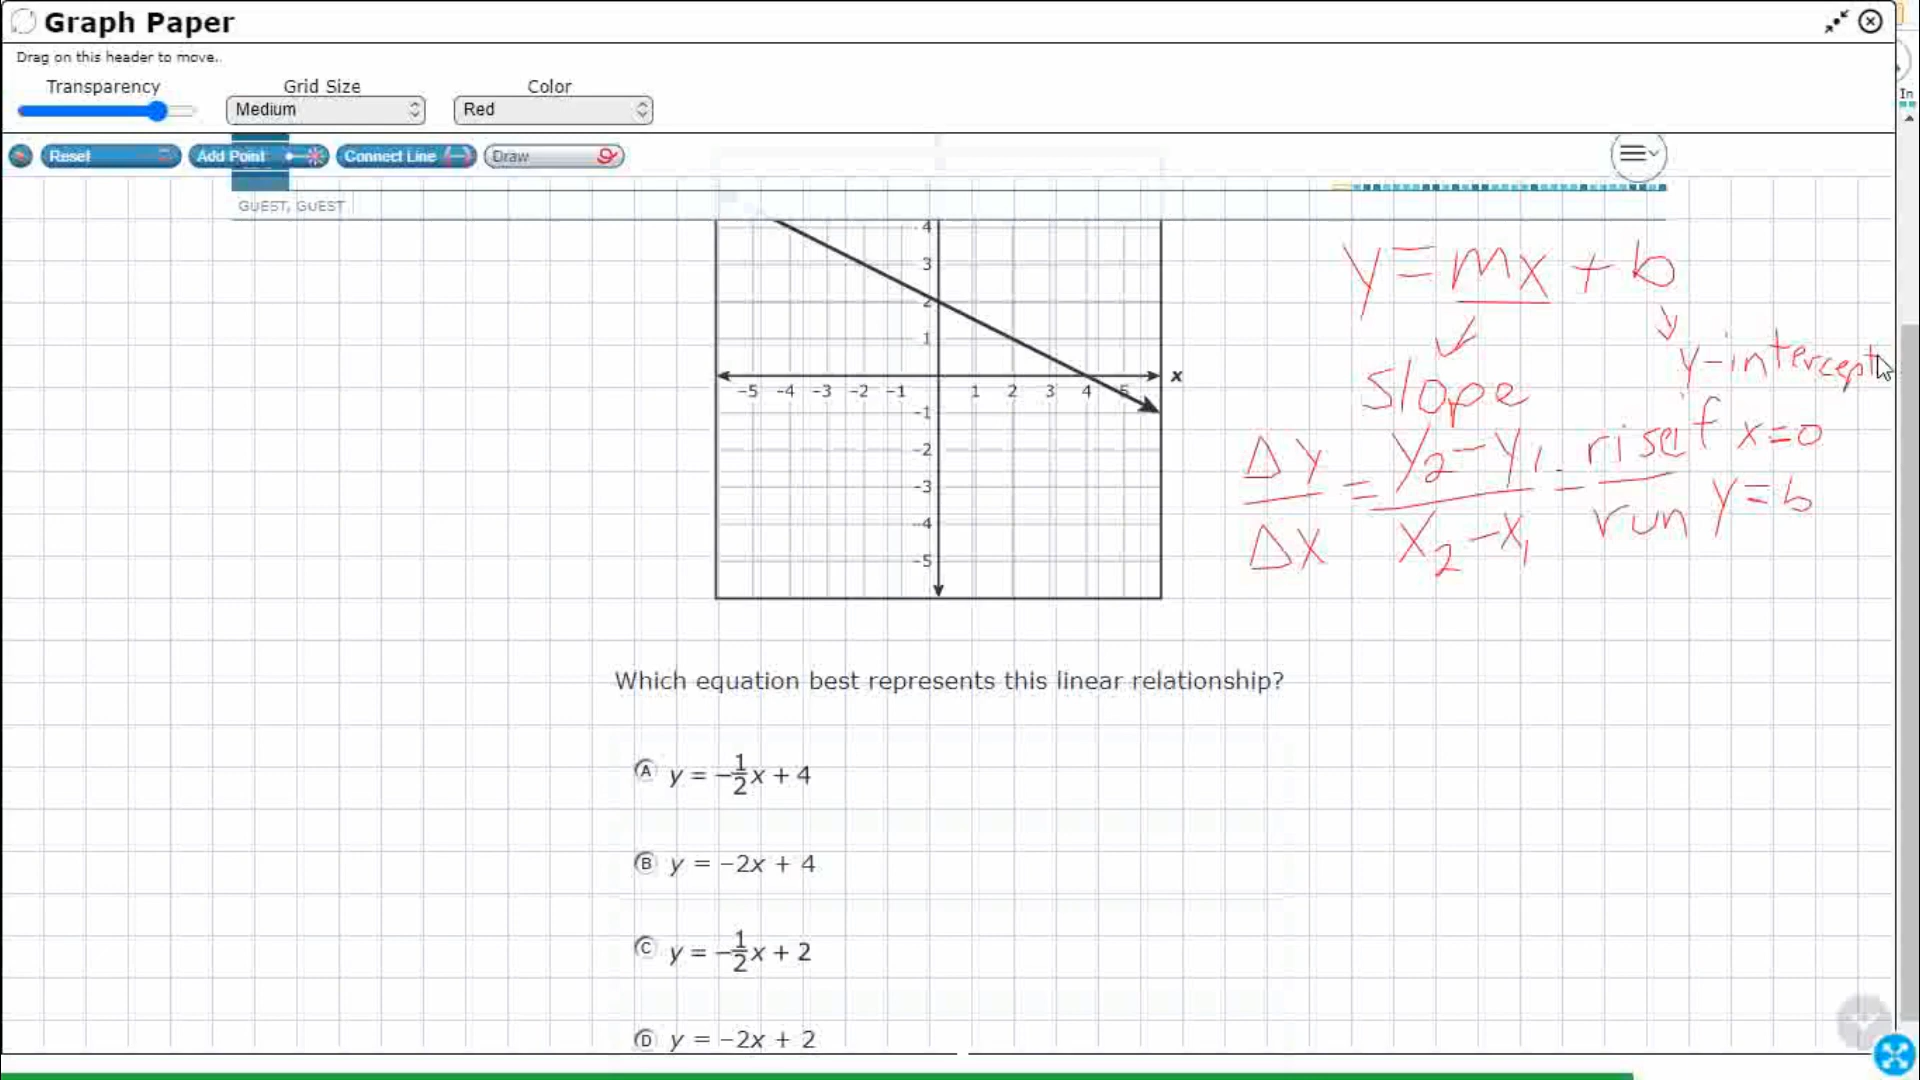 Graph Paper
Drag on this header to move..
Transparency
Grid Size
Color
Medium
Red
In
Reset
Add Point
Connect Line
Draw
GUEST, GUEST
4
3
2
1
x
-5 -4 -3 -2 -1 1 2 3 4 5
-1
-2
-3
-4
-5
y = mx + b
y-intercept
Slope
if x=0
Δy/Δx = y₂-y₁/x₂-x₁ = rise/run
y=b
Which equation best represents this linear relationship?
A y = -1/2x + 4
B y = -2x + 4
C y = -1/2x + 2
D y = -2x + 2